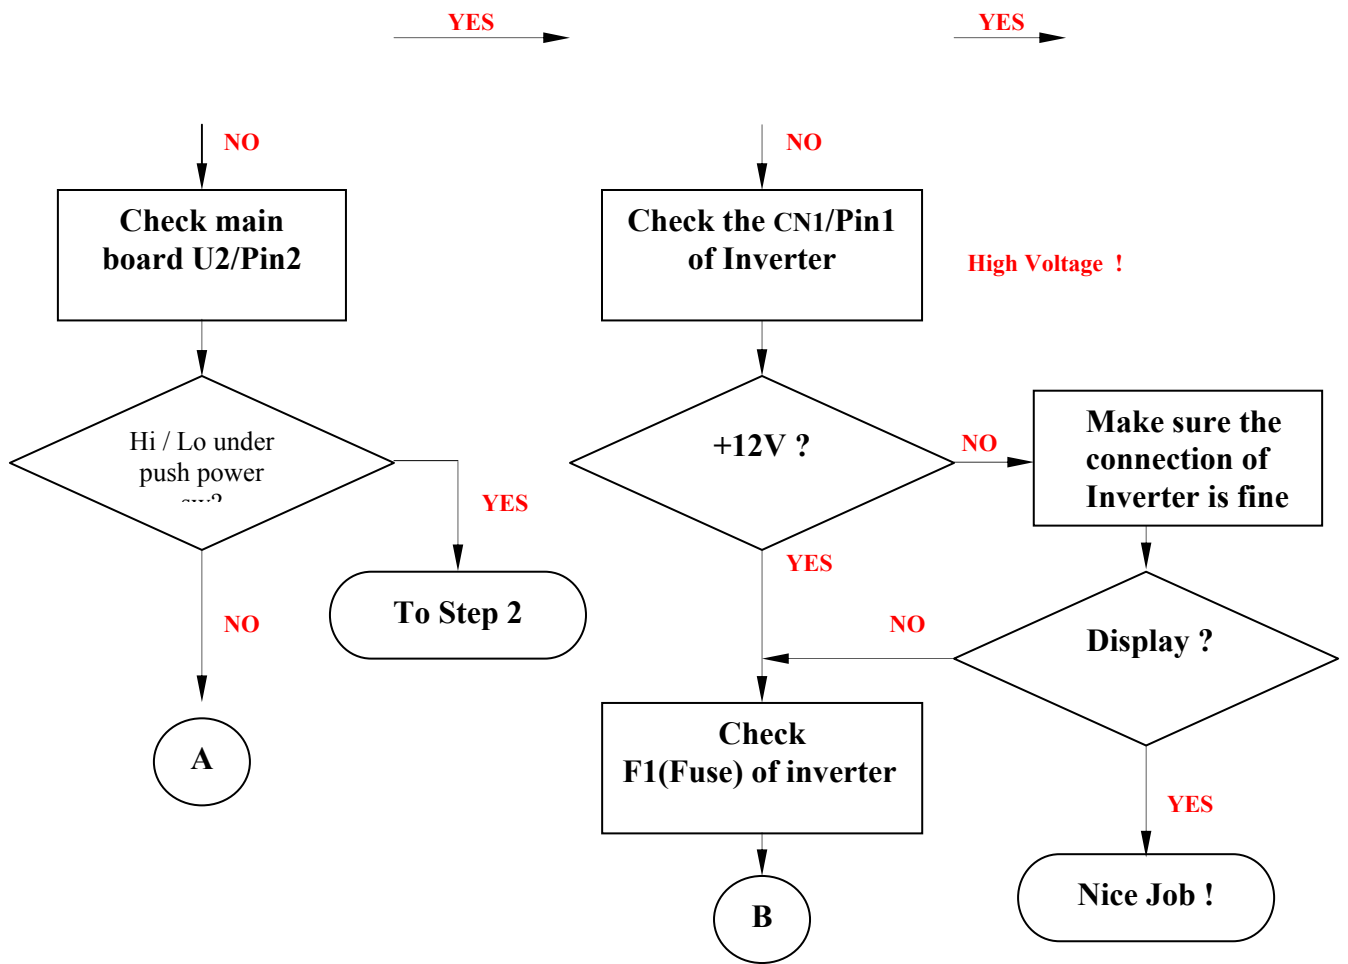 YES
YES
NO
NO
Check main
board U2/Pin2
Check the CN1/Pin1
of Inverter
High Voltage !
Hi / Lo under
push power
+12V ?
NO
Make sure the
connection of
Inverter is fine
YES
YES
To Step 2
NO
NO
Display ?
A
Check
F1(Fuse) of inverter
YES
B
Nice Job !